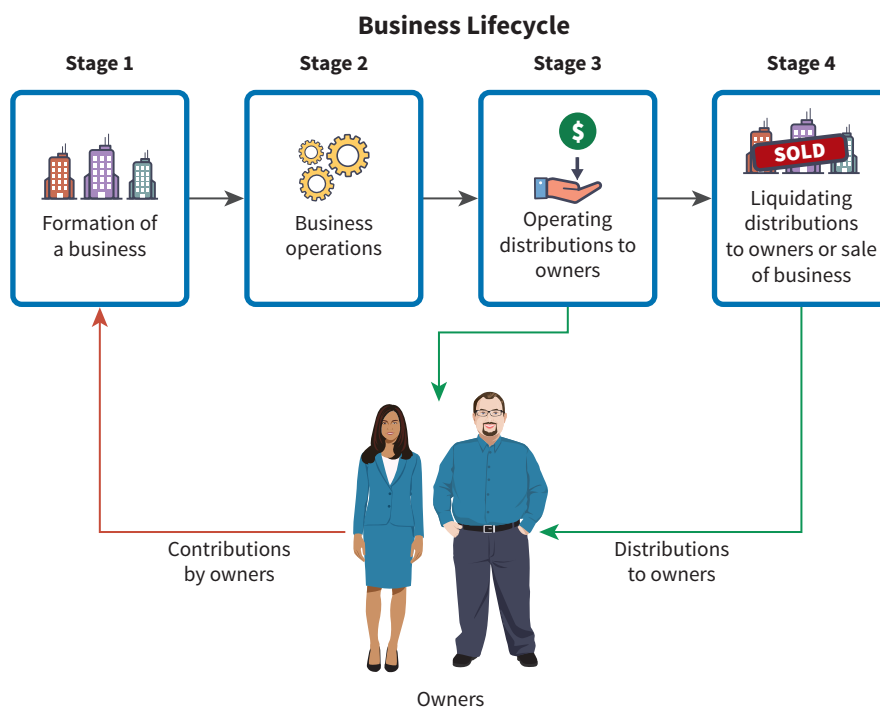 Business Lifecycle
Stage 1
Stage 2
Stage 3
Stage 4
Formation of
a business
Business
operations
$
Operating
distributions to
owners
SOLD
Liquidating
distributions
to owners or sale
of business
Contributions
by owners
Distributions
to owners
Owners